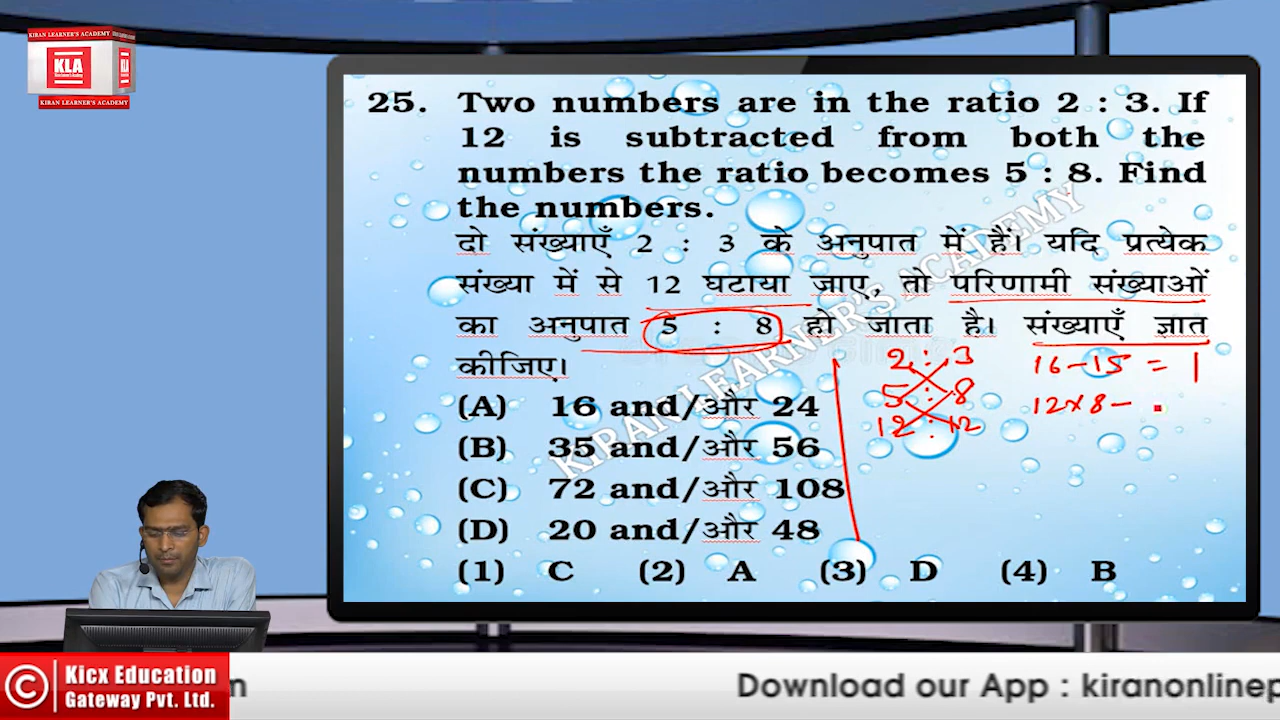 KIRAN LEARNER'S ACADEMY
KLA
KIRAN LEARNER'S ACADEMY
25. Two numbers are in the ratio 2 : 3. If
12 is subtracted from both the
numbers the ratio becomes 5 : 8. Find
the numbers.
दो संख्याएँ 2 : 3 के अनुपात में हैं। यदि प्रत्येक
संख्या में से 12 घटाया जाए, तो परिणामी संख्याओं
का अनुपात 5 : 8 हो जाता है। संख्याएँ ज्ञात
कीजिए।
2 : 3
16-15 = 1
5 : 8
12x8-
12 : 12
(A) 16 and/और 24
(B) 35 and/और 56
(C) 72 and/और 108
(D) 20 and/और 48
(1) C (2) A (3) D (4) B
KIRAN LEARNER'S ACADEMY
© Kicx Education
Gateway Pvt. Ltd.
m Download our App : kiranonlinep